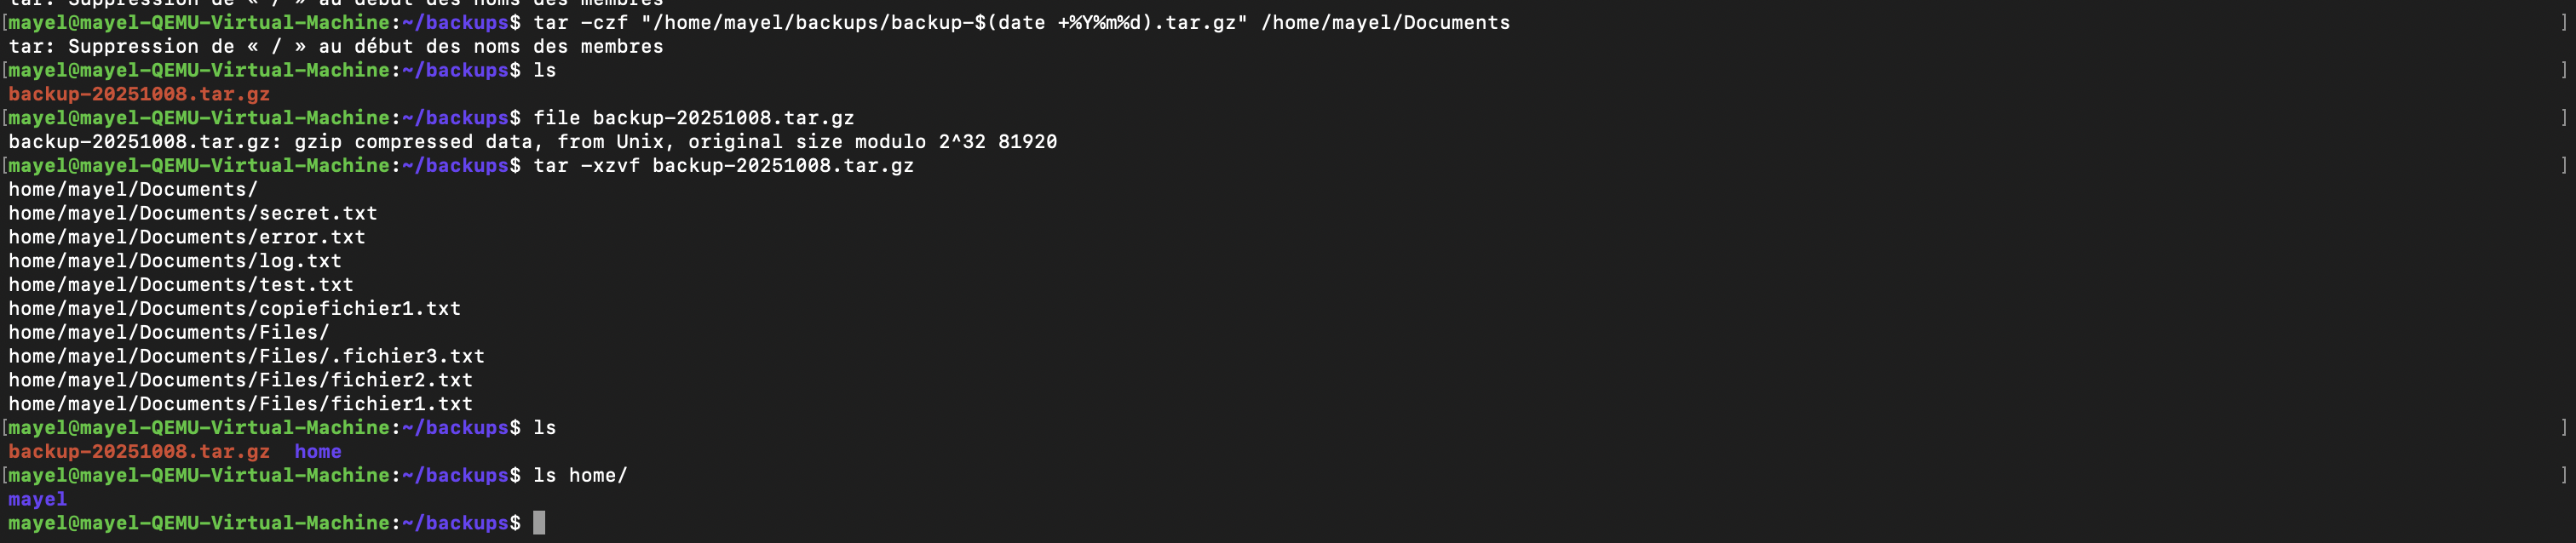 tar: Suppression de « / » au début des noms des membres
[mayel@mayel-QEMU-Virtual-Machine:~/backups$ tar -czf "/home/mayel/backups/backup-$(date +%Y%m%d).tar.gz" /home/mayel/Documents ]
tar: Suppression de « / » au début des noms des membres
[mayel@mayel-QEMU-Virtual-Machine:~/backups$ ls ]
backup-20251008.tar.gz
[mayel@mayel-QEMU-Virtual-Machine:~/backups$ file backup-20251008.tar.gz ]
backup-20251008.tar.gz: gzip compressed data, from Unix, original size modulo 2^32 81920
[mayel@mayel-QEMU-Virtual-Machine:~/backups$ tar -xzvf backup-20251008.tar.gz ]
home/mayel/Documents/
home/mayel/Documents/secret.txt
home/mayel/Documents/error.txt
home/mayel/Documents/log.txt
home/mayel/Documents/test.txt
home/mayel/Documents/copiefichier1.txt
home/mayel/Documents/Files/
home/mayel/Documents/Files/.fichier3.txt
home/mayel/Documents/Files/fichier2.txt
home/mayel/Documents/Files/fichier1.txt
[mayel@mayel-QEMU-Virtual-Machine:~/backups$ ls ]
backup-20251008.tar.gz  home
[mayel@mayel-QEMU-Virtual-Machine:~/backups$ ls home/ ]
mayel
mayel@mayel-QEMU-Virtual-Machine:~/backups$